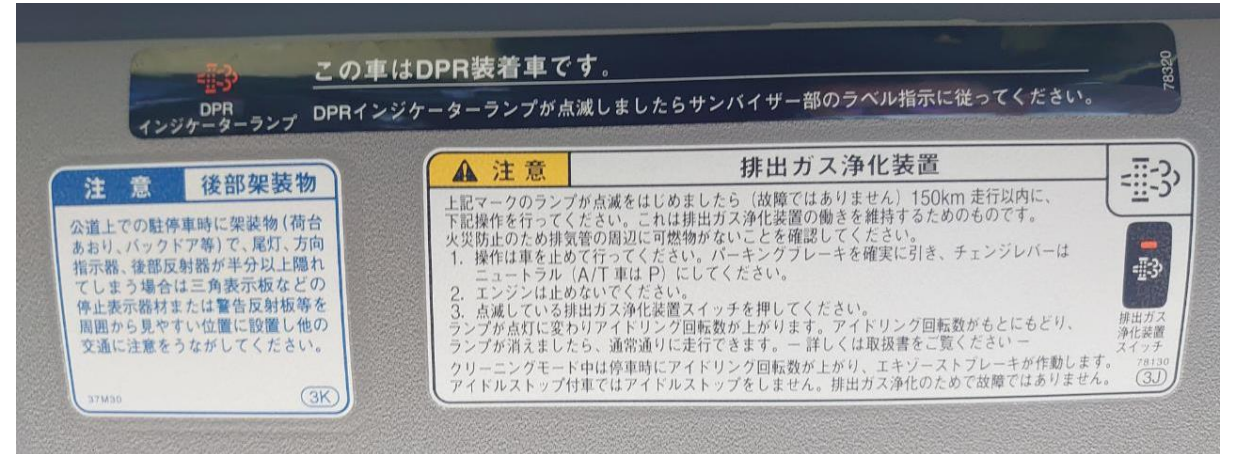 この車はDPR装着車です。
DPR
インジケーターランプ
DPRインジケーターランプが点滅しましたらサンバイザー部のラベル指示に従ってください。
78320
注 意
後部架装物
公道上での駐停車時に架装物(荷台
あおり、バックドア等)で、尾灯、方向
指示器、後部反射器が半分以上隠れ
てしまう場合は三角表示板などの
停止表示器材または警告反射板等を
周囲から見やすい位置に設置し他の
交通に注意をうながしてください。
37M30
3K
注 意
排出ガス浄化装置
上記マークのランプが点滅をはじめましたら(故障ではありません)150km 走行以内に、
下記操作を行ってください。これは排出ガス浄化装置の働きを維持するためのものです。
火災防止のため排気管の周辺に可燃物がないことを確認してください。
1. 操作は車を止めて行ってください。パーキングブレーキを確実に引き、チェンジレバーは
ニュートラル(A/T 車は P)にしてください。
2. エンジンは止めないでください。
3. 点滅している排出ガス浄化装置スイッチを押してください。
ランプが点灯に変わりアイドリング回転数が上がります。アイドリング回転数がもとにもどり、
ランプが消えましたら、通常通りに走行できます。― 詳しくは取扱書をご覧ください ―
クリーニングモード中は停車時にアイドリング回転数が上がり、エキゾーストブレーキが作動します。
アイドルストップ付車ではアイドルストップをしません。排出ガス浄化のためで故障ではありません。
排出ガス
浄化装置
スイッチ
78130
3J